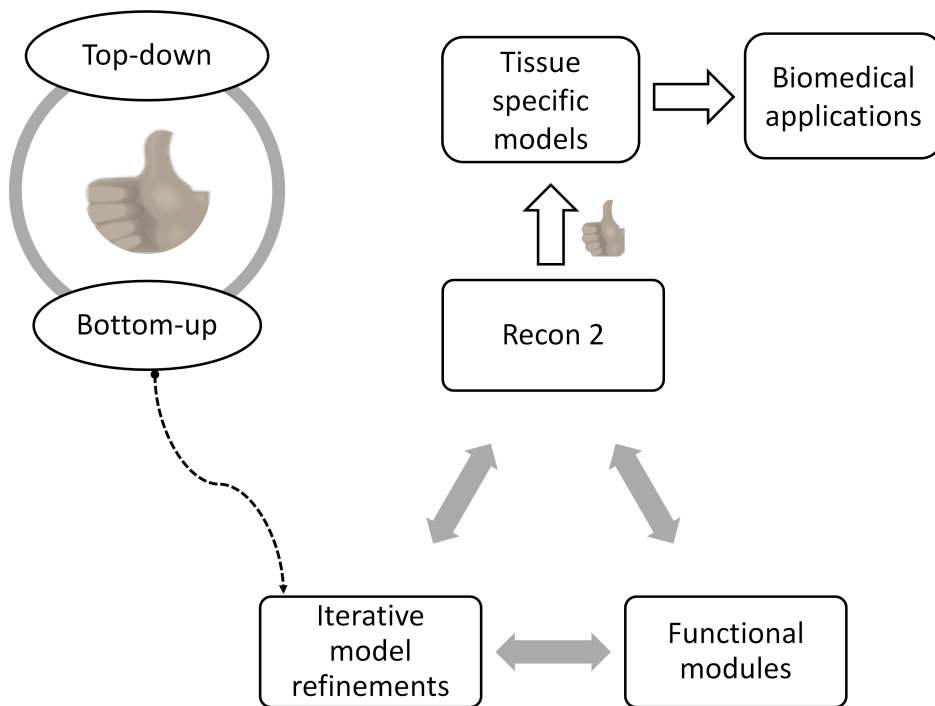 Top-down
Bottom-up
Tissue
specific
models
Biomedical
applications
Recon 2
Iterative
model
refinements
Functional
modules